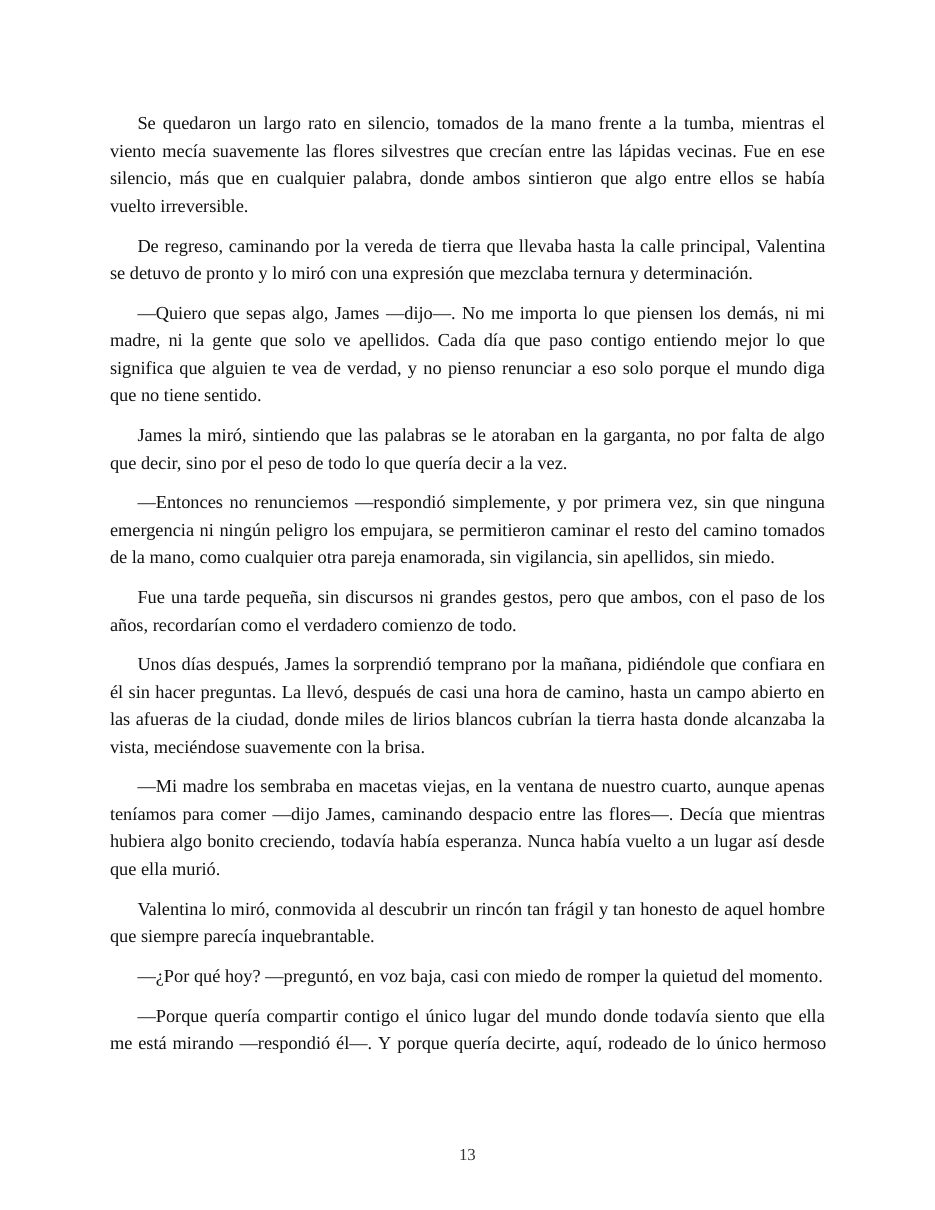 Se quedaron un largo rato en silencio, tomados de la mano frente a la tumba, mientras el
viento mecía suavemente las flores silvestres que crecían entre las lápidas vecinas. Fue en ese
silencio, más que en cualquier palabra, donde ambos sintieron que algo entre ellos se había
vuelto irreversible.
De regreso, caminando por la vereda de tierra que llevaba hasta la calle principal, Valentina
se detuvo de pronto y lo miró con una expresión que mezclaba ternura y determinación.
—Quiero que sepas algo, James —dijo—. No me importa lo que piensen los demás, ni mi
madre, ni la gente que solo ve apellidos. Cada día que paso contigo entiendo mejor lo que
significa que alguien te vea de verdad, y no pienso renunciar a eso solo porque el mundo diga
que no tiene sentido.
James la miró, sintiendo que las palabras se le atoraban en la garganta, no por falta de algo
que decir, sino por el peso de todo lo que quería decir a la vez.
—Entonces no renunciemos —respondió simplemente, y por primera vez, sin que ninguna
emergencia ni ningún peligro los empujara, se permitieron caminar el resto del camino tomados
de la mano, como cualquier otra pareja enamorada, sin vigilancia, sin apellidos, sin miedo.
Fue una tarde pequeña, sin discursos ni grandes gestos, pero que ambos, con el paso de los
años, recordarían como el verdadero comienzo de todo.
Unos días después, James la sorprendió temprano por la mañana, pidiéndole que confiara en
él sin hacer preguntas. La llevó, después de casi una hora de camino, hasta un campo abierto en
las afueras de la ciudad, donde miles de lirios blancos cubrían la tierra hasta donde alcanzaba la
vista, meciéndose suavemente con la brisa.
—Mi madre los sembraba en macetas viejas, en la ventana de nuestro cuarto, aunque apenas
teníamos para comer —dijo James, caminando despacio entre las flores—. Decía que mientras
hubiera algo bonito creciendo, todavía había esperanza. Nunca había vuelto a un lugar así desde
que ella murió.
Valentina lo miró, conmovida al descubrir un rincón tan frágil y tan honesto de aquel hombre
que siempre parecía inquebrantable.
—¿Por qué hoy? —preguntó, en voz baja, casi con miedo de romper la quietud del momento.
—Porque quería compartir contigo el único lugar del mundo donde todavía siento que ella
me está mirando —respondió él—. Y porque quería decirte, aquí, rodeado de lo único hermoso
13